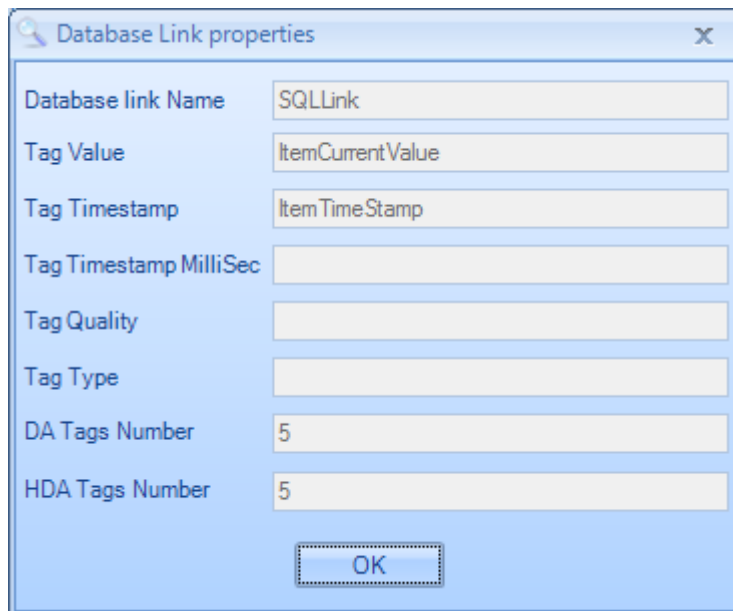 Database Link properties
Database link Name SQLLink
Tag Value ItemCurrentValue
Tag Timestamp ItemTimeStamp
Tag Timestamp MilliSec
Tag Quality
Tag Type
DA Tags Number 5
HDA Tags Number 5
OK